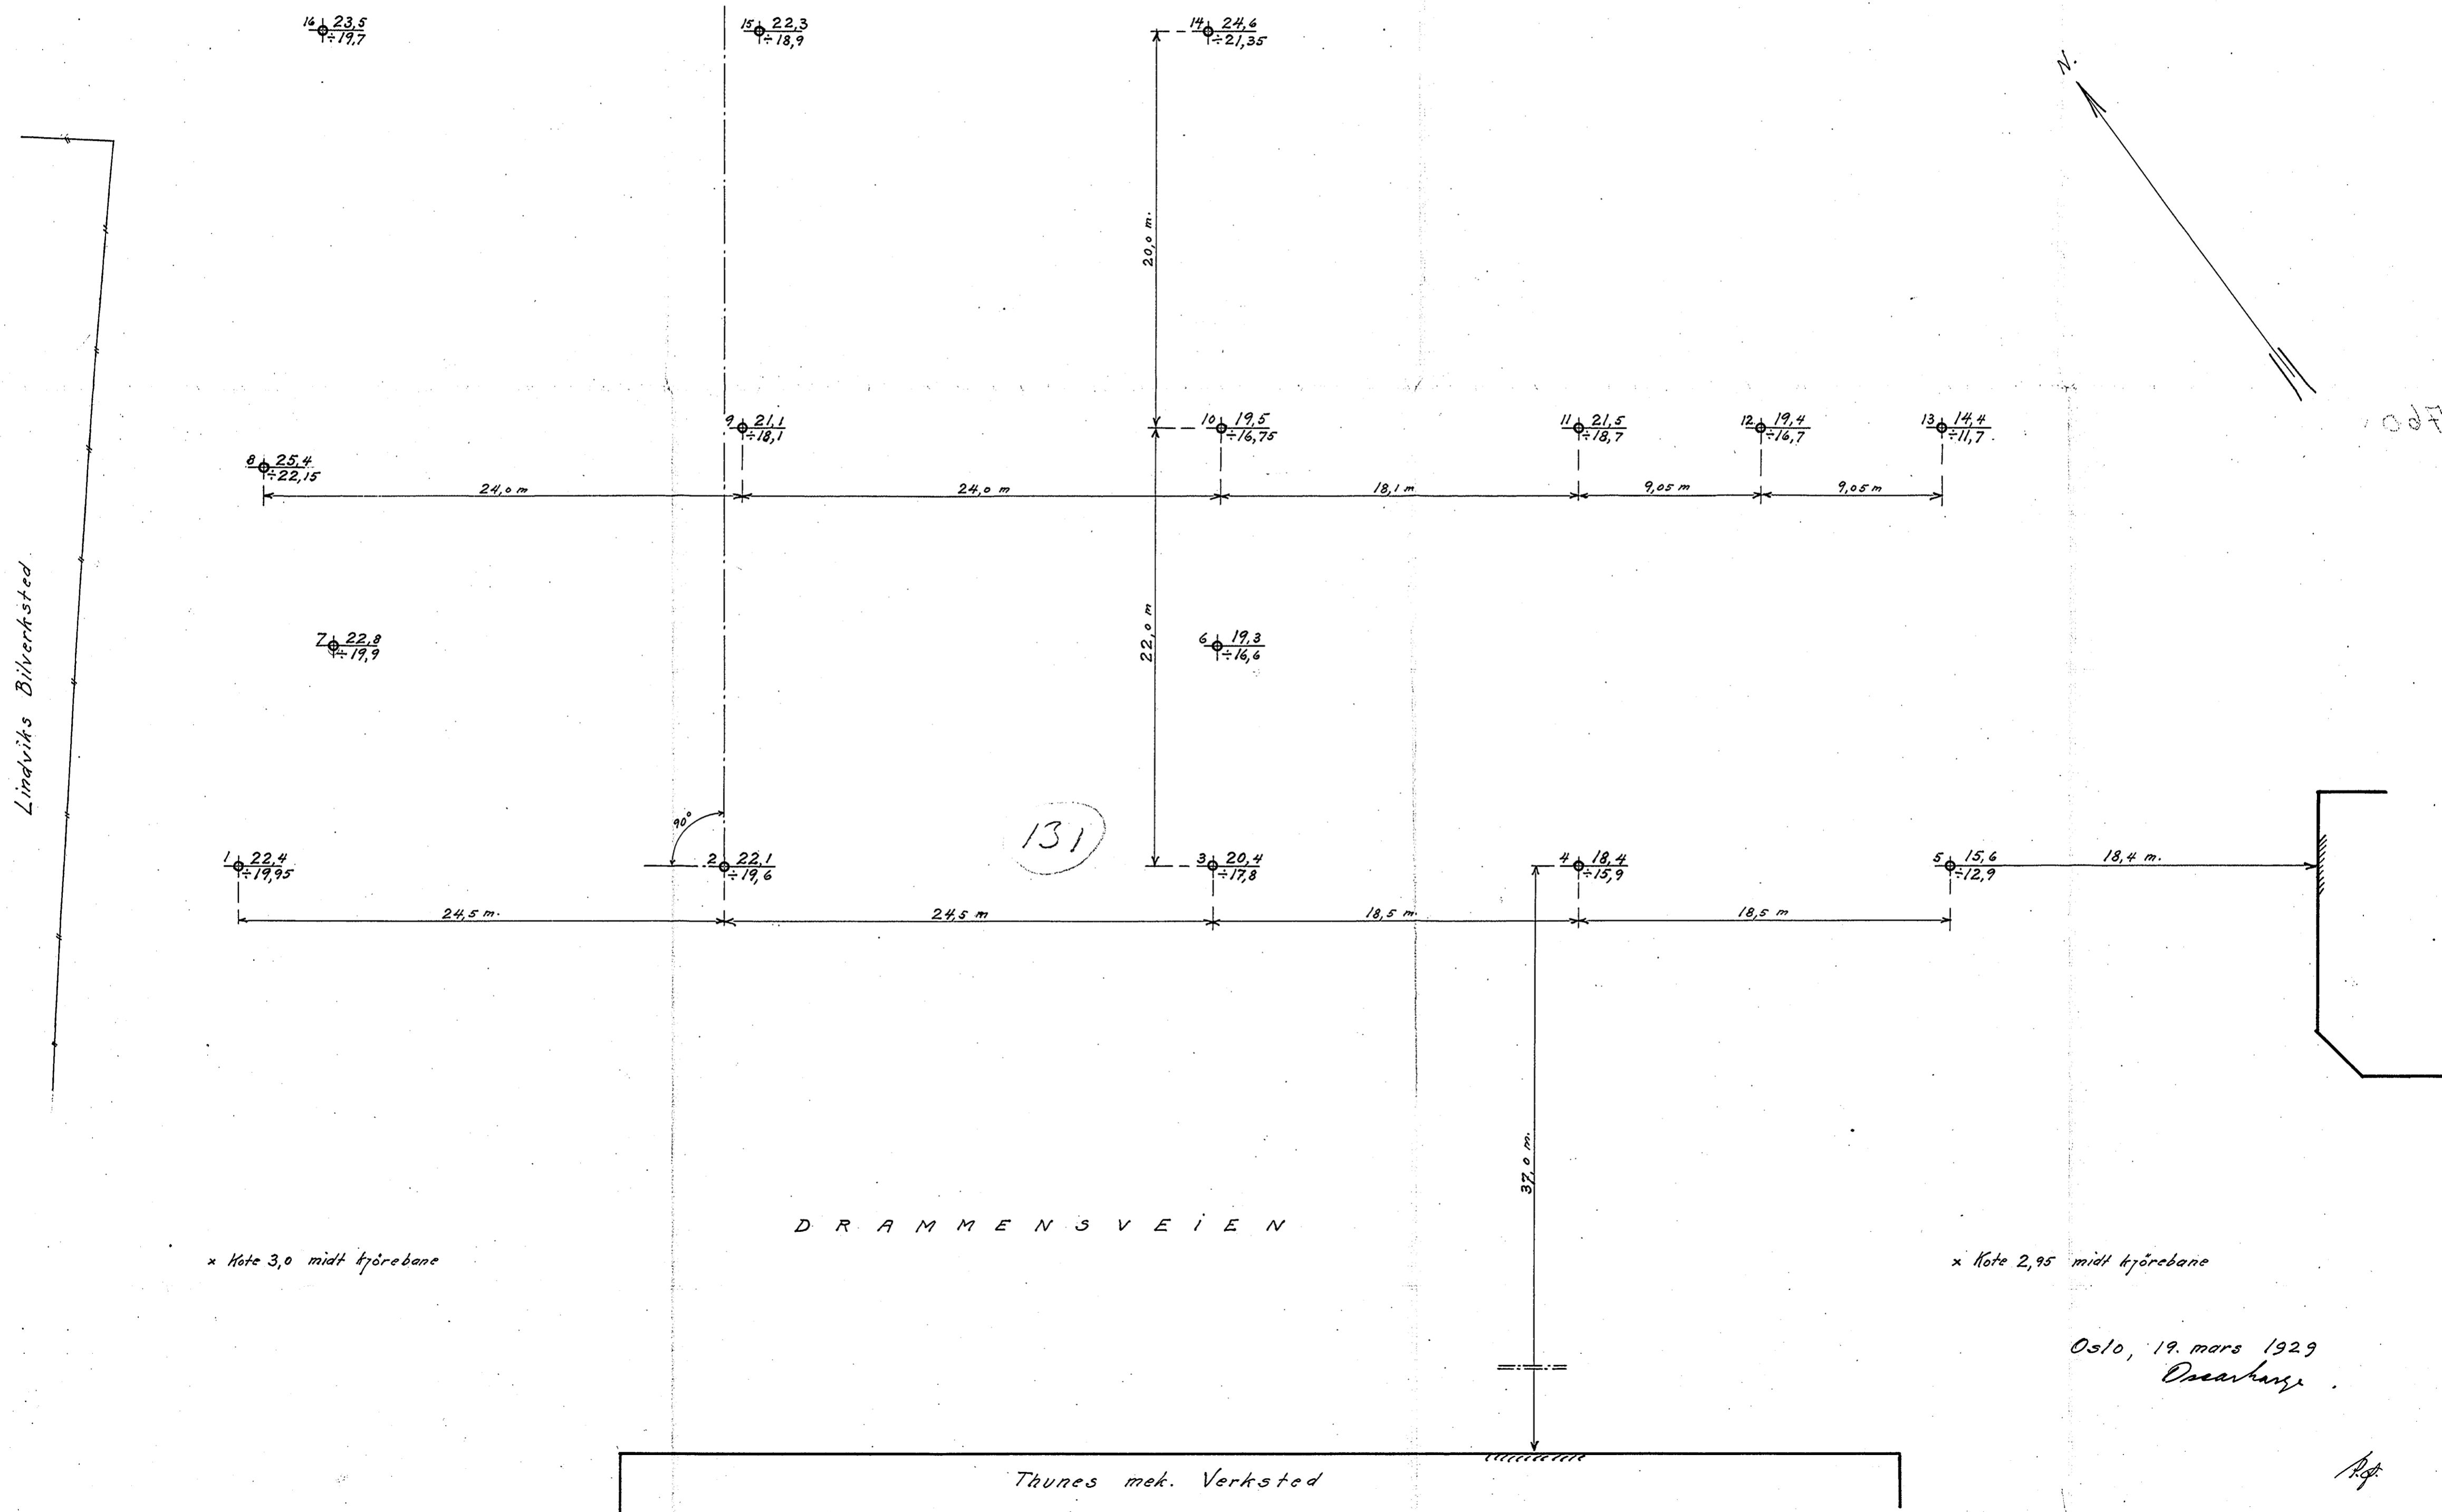 16 23,5
÷19,7
15 22,3
÷18,9
14 24,6
÷21,35
N.
20,0 m.
9 21,1
÷18,1
10 19,5
÷16,75
11 21,5
÷18,7
12 19,4
÷16,7
13 14,4
÷11,7
760
8 25,4
÷22,15
24,0 m
24,0 m
18,1 m
9,05 m
9,05 m
Lindviks Bilverksted
7 22,8
÷19,9
22,0 m
6 19,3
÷16,6
90°
131
1 22,4
÷19,95
2 22,1
÷19,6
3 20,4
÷17,8
4 18,4
÷15,9
5 15,6
÷12,9
18,4 m.
24,5 m.
24,5 m
18,5 m.
18,5 m
37,0 m.
DRAMMENSVEiEN
x Kote 3,0 midt kjörebane
x Kote 2,95 midt kjörebane
Oslo, 19. mars 1929
Thunes mek. Verksted